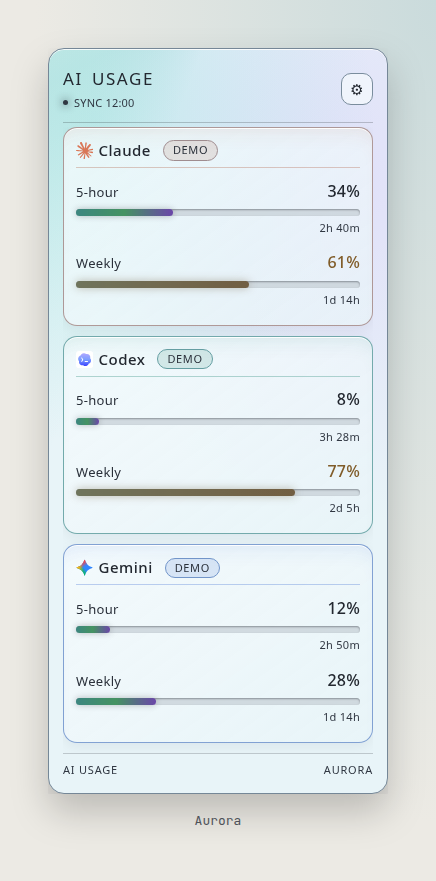 AI USAGE
SYNC 12:00
Claude DEMO
5-hour 34%
2h 40m
Weekly 61%
1d 14h
Codex DEMO
5-hour 8%
3h 28m
Weekly 77%
2d 5h
Gemini DEMO
5-hour 12%
2h 50m
Weekly 28%
1d 14h
AI USAGE AURORA
Aurora